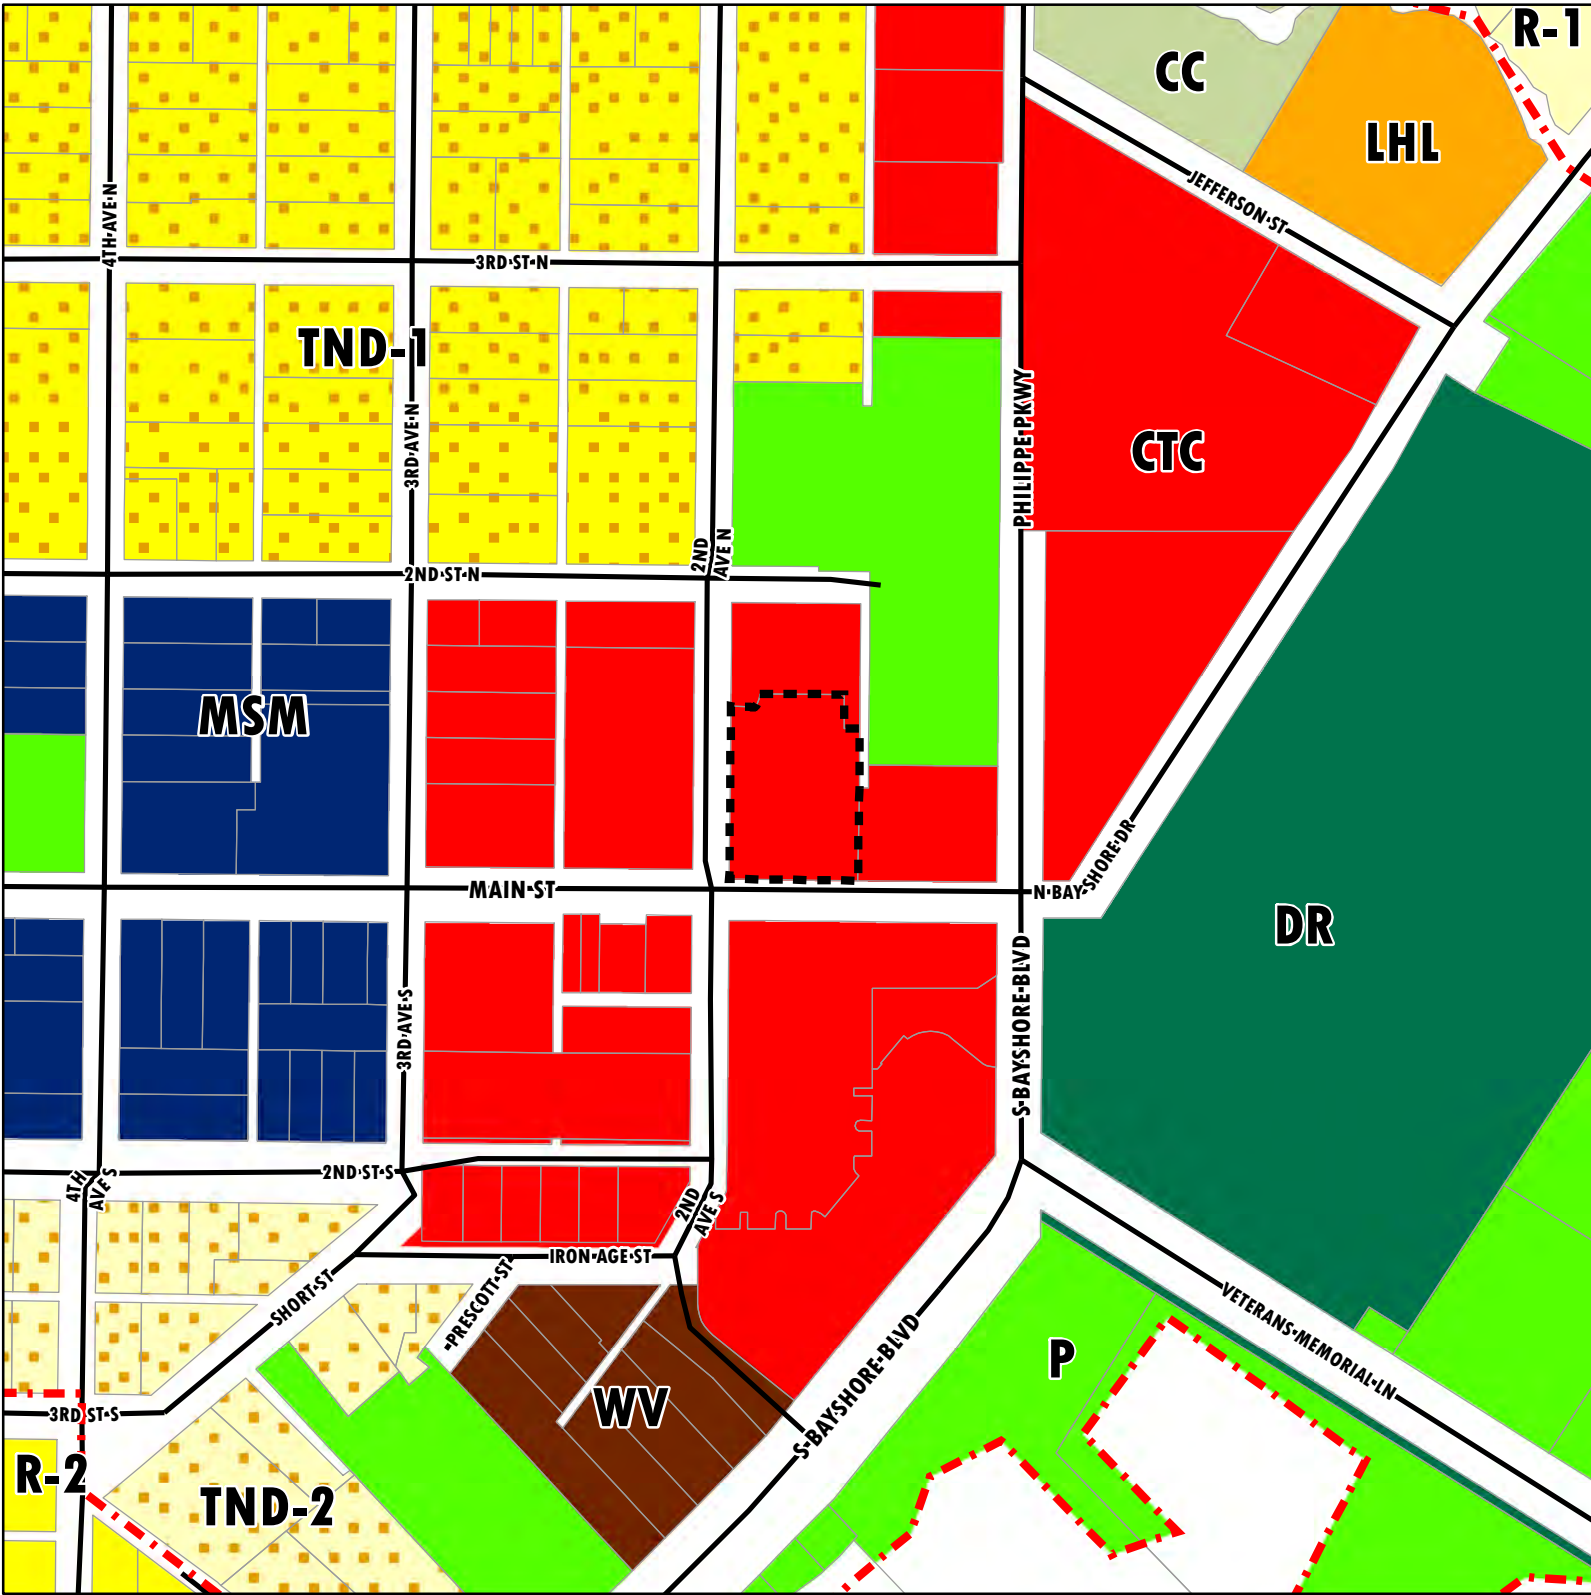 R-1
CC
LHL
JEFFERSON ST
4TH AVE N
3RD ST N
TND-1
3RD AVE N
PHILIPPE PKWY
CTC
2ND
AVE N
2ND ST N
MSM
N BAY SHORE DR
MAIN ST
DR
S BAYSHORE BLVD
3RD AVE S
2ND ST S
4TH
AVE S
2ND
AVE S
IRON AGE ST
PRESCOTT ST
SHORT ST
VETERANS MEMORIAL LN
P
WV
S BAYSHORE BLVD
3RD ST S
R-2
TND-2